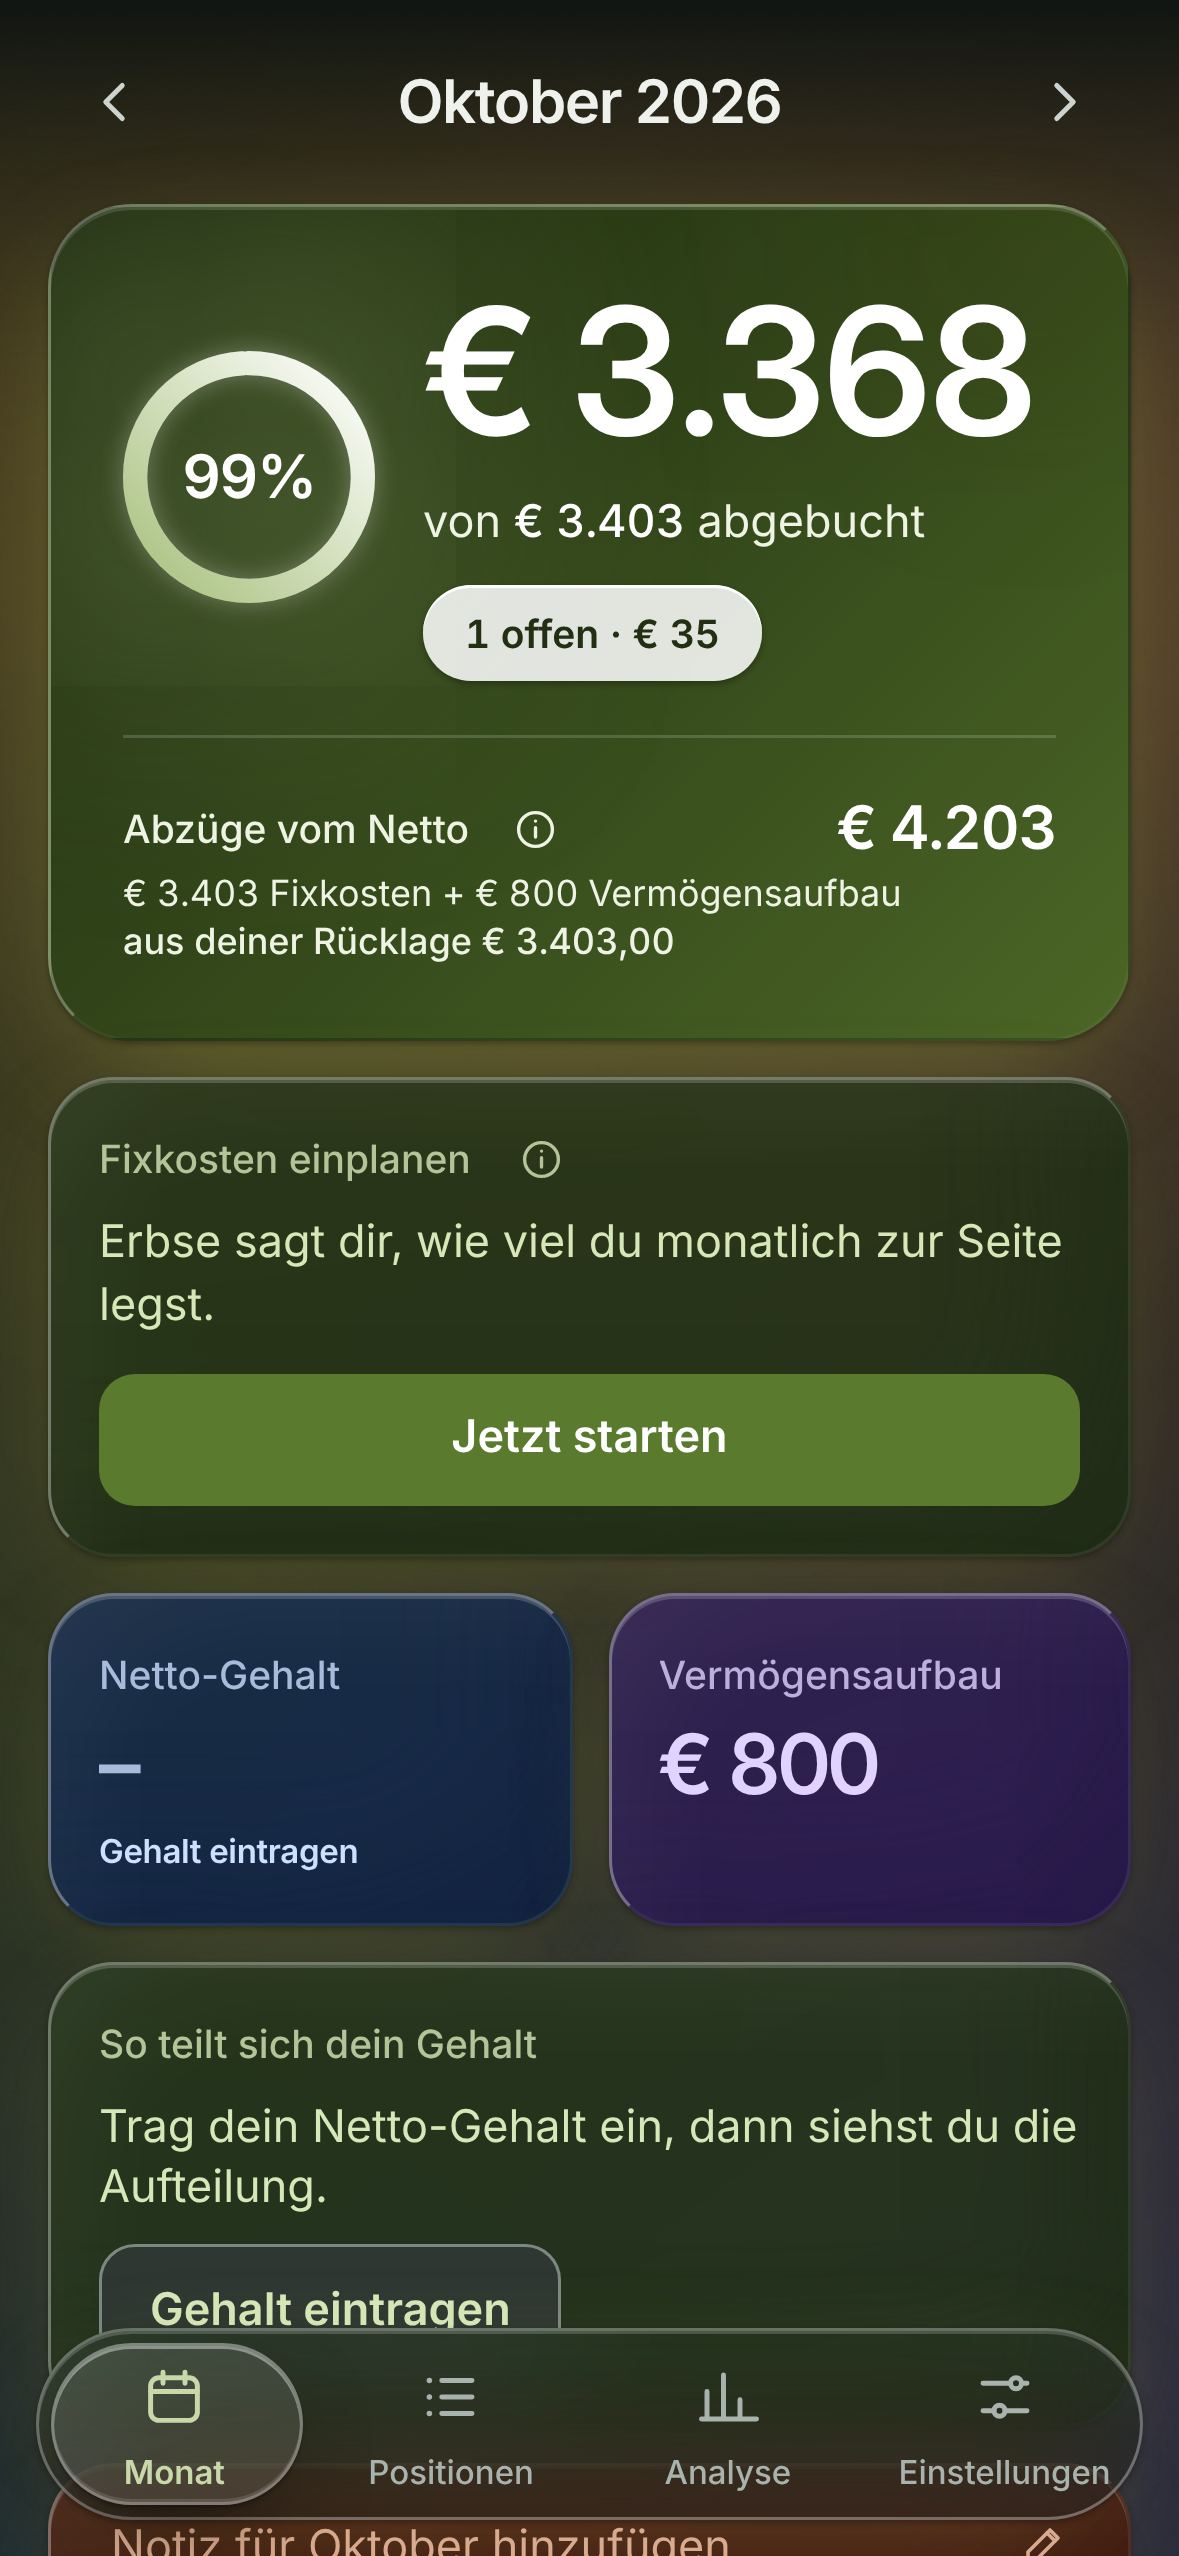 Oktober 2026
€ 3.368
99%
von € 3.403 abgebucht
1 offen · € 35
Abzüge vom Netto
€ 4.203
€ 3.403 Fixkosten + € 800 Vermögensaufbau
aus deiner Rücklage € 3.403,00
Fixkosten einplanen
Erbse sagt dir, wie viel du monatlich zur Seite
legst.
Jetzt starten
Netto-Gehalt
–
Gehalt eintragen
Vermögensaufbau
€ 800
So teilt sich dein Gehalt
Trag dein Netto-Gehalt ein, dann siehst du die
Aufteilung.
Gehalt eintragen
Monat
Positionen
Analyse
Einstellungen
Notiz für Oktober hinzufügen